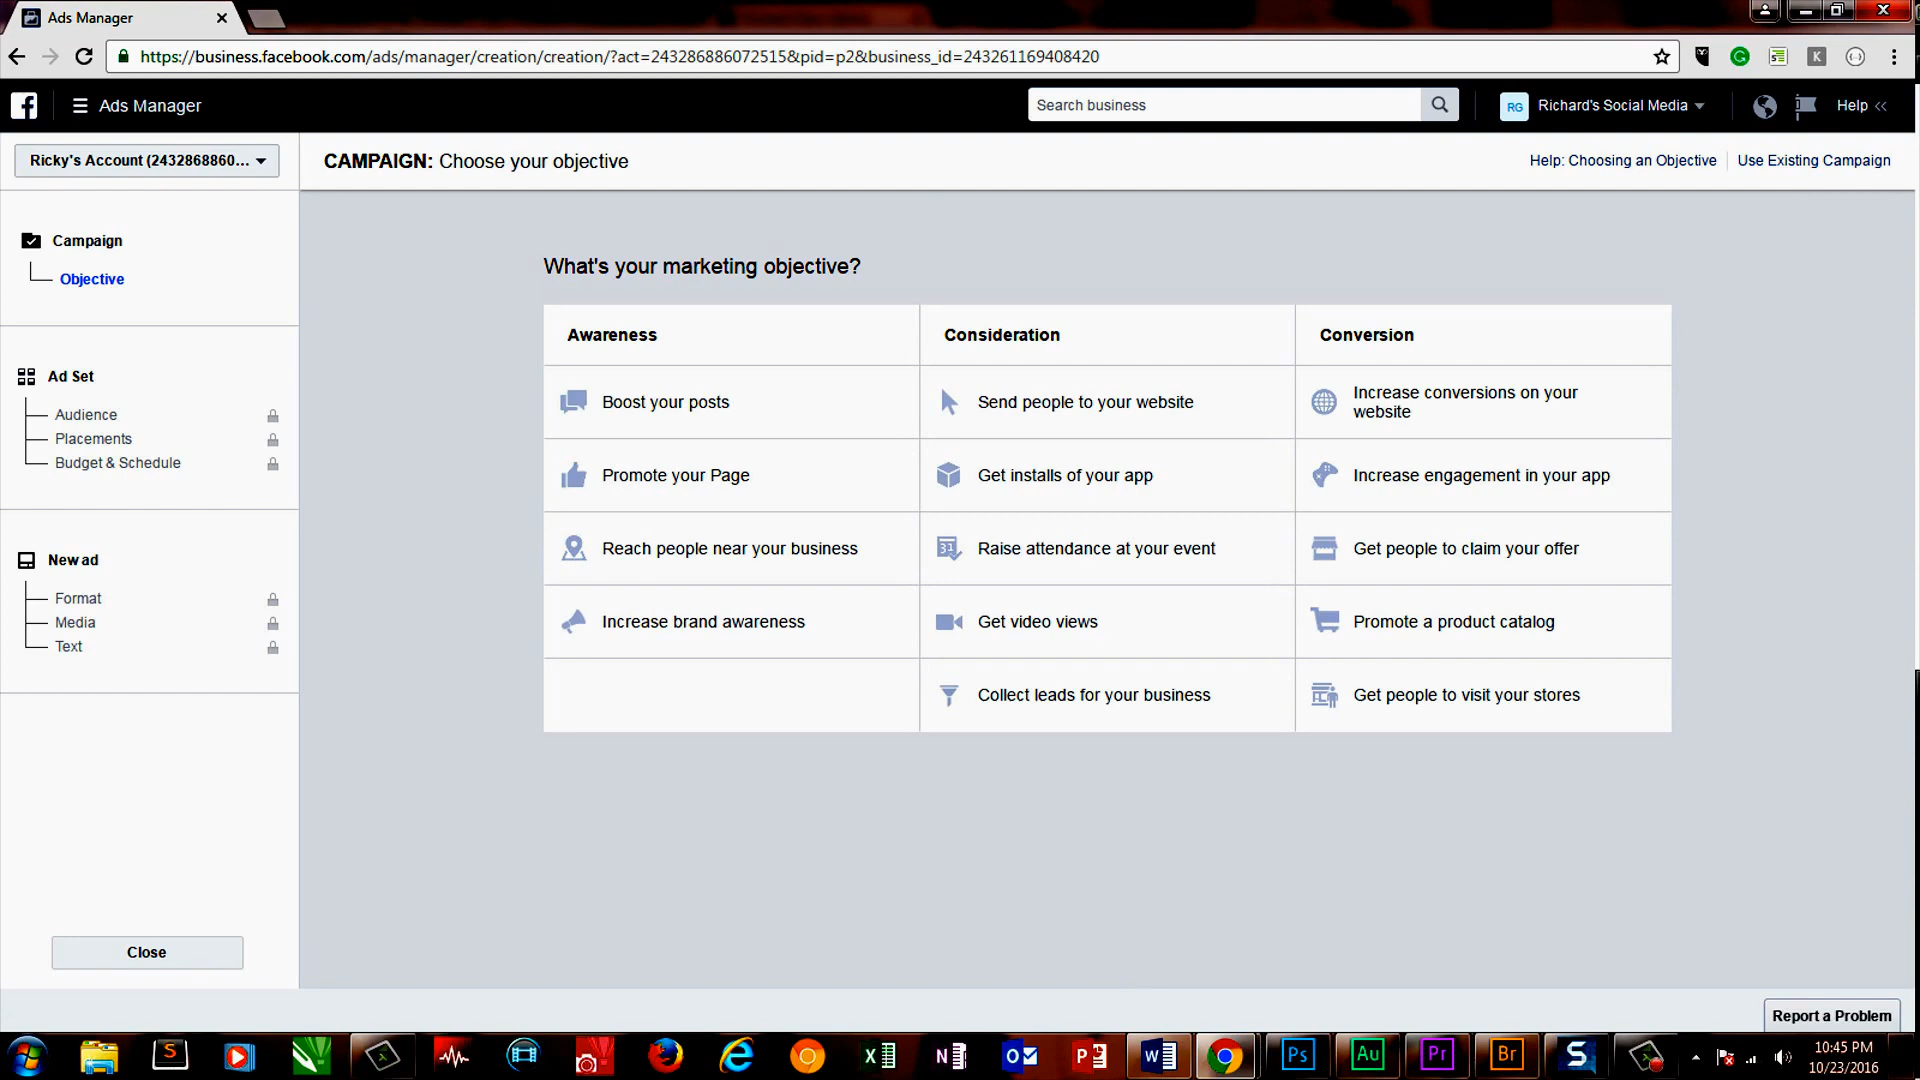 Ads Manager
https://business.facebook.com/ads/manager/creation/creation/?act=243286886072515&pid=p2&business_id=243261169408420
Ads Manager
Search business
RG
Richard's Social Media
Help
Ricky's Account (2432868860...
CAMPAIGN: Choose your objective
Help: Choosing an Objective
Use Existing Campaign
Campaign
Objective
Ad Set
Audience
Placements
Budget & Schedule
New ad
Format
Media
Text
Close
What's your marketing objective?
Awareness
Consideration
Conversion
Boost your posts
Send people to your website
Increase conversions on your
website
Promote your Page
Get installs of your app
Increase engagement in your app
Reach people near your business
31
Raise attendance at your event
Get people to claim your offer
Increase brand awareness
Get video views
Promote a product catalog
Collect leads for your business
Get people to visit your stores
Report a Problem
Ps
Au
Pr
Br
10:45 PM
10/23/2016